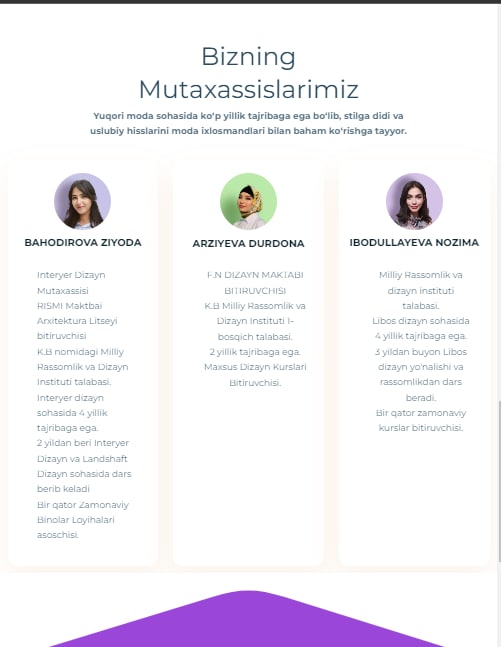 Bizning
Mutaxassislarimiz
Yuqori moda sohasida ko'p yillik tajribaga ega bo'lib, stilga didi va
uslubiy hisslarini moda ixlosmandlari bilan baham ko'rishga tayyor.
BAHODIROVA ZIYODA
Interyer Dizayn
Mutaxassisi
RISMI Maktbai
Arxitektura Litseyi
bitiruvchisi
K.B nomidagi Milliy
Rassomlik va Dizayn
Instituti talabasi.
Interyer dizayn
sohasida 4 yillik
tajribaga ega.
2 yildan beri Interyer
Dizayn va Landshaft
Dizayn sohasida dars
berib keladi
Bir qator Zamonaviy
Binolar Loyihalari
asoschisi.
ARZIYEVA DURDONA
F.N DIZAYN MAKTABI
BITIRUVCHISI
K.B Milliy Rassomlik va
Dizayn Instituti 1-
bosqich talabasi.
2 yillik tajribaga ega.
Maxsus Dizayn Kurslari
Bitiruvchisi.
IBODULLAYEVA NOZIMA
Milliy Rassomlik va
dizayn instituti
talabasi.
Libos dizayn sohasida
4 yillik tajribaga ega.
3 yildan buyon Libos
dizayn yo'nalishi va
rassomlikdan dars
beradi.
Bir qator zamonaviy
kurslar bitiruvchisi.